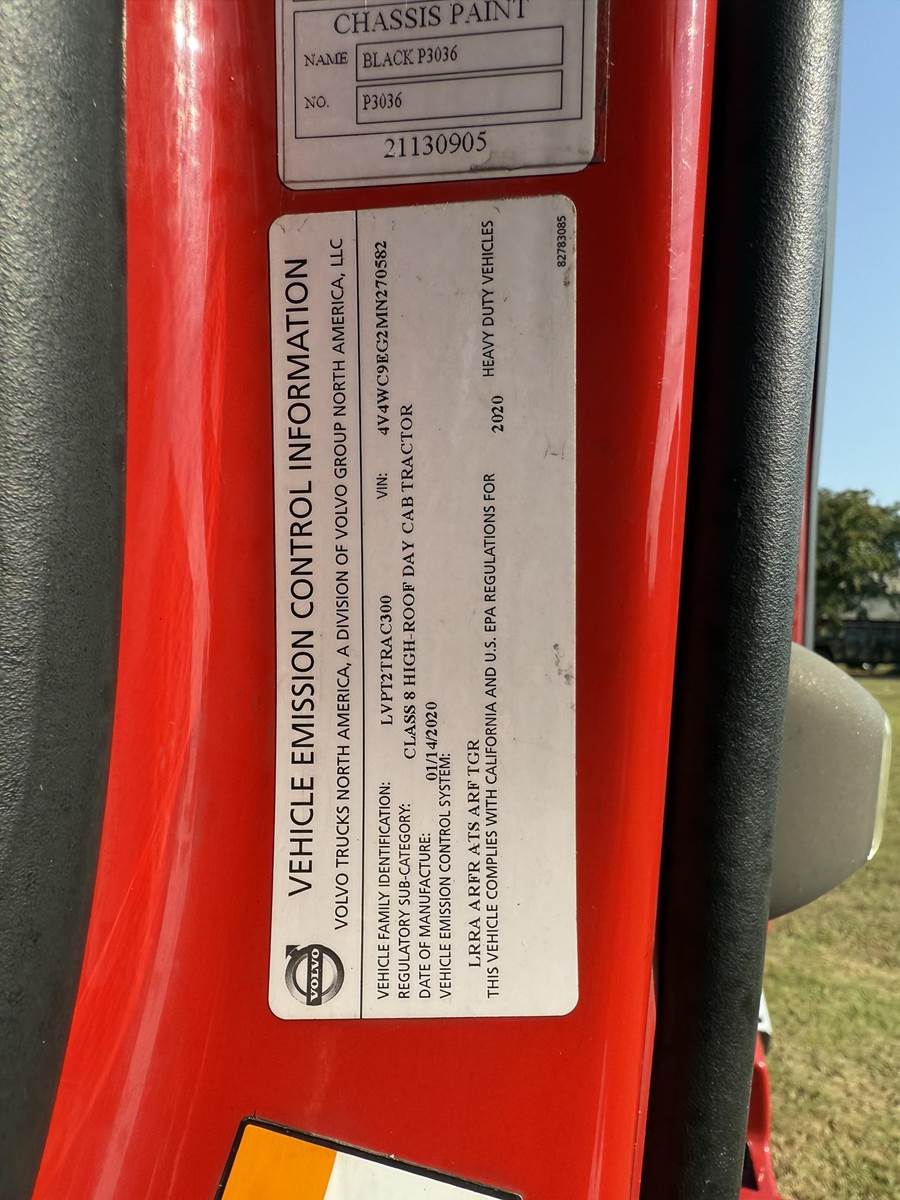 CHASSIS PAINT
NAME BLACK P3036
NO. P3036
21130905
VOLVO
VEHICLE EMISSION CONTROL INFORMATION
VOLVO TRUCKS NORTH AMERICA, A DIVISION OF VOLVO GROUP NORTH AMERICA, LLC
VEHICLE FAMILY IDENTIFICATION: LVPT2TRAC300 VIN: 4V4WC9EG2MN270582
REGULATORY SUB-CATEGORY: CLASS 8 HIGH-ROOF DAY CAB TRACTOR
DATE OF MANUFACTURE: 01/14/2020
VEHICLE EMISSION CONTROL SYSTEM:
LRRA ARFR ATS ARF TGR
THIS VEHICLE COMPLIES WITH CALIFORNIA AND U.S. EPA REGULATIONS FOR 2020 HEAVY DUTY VEHICLES
82783085